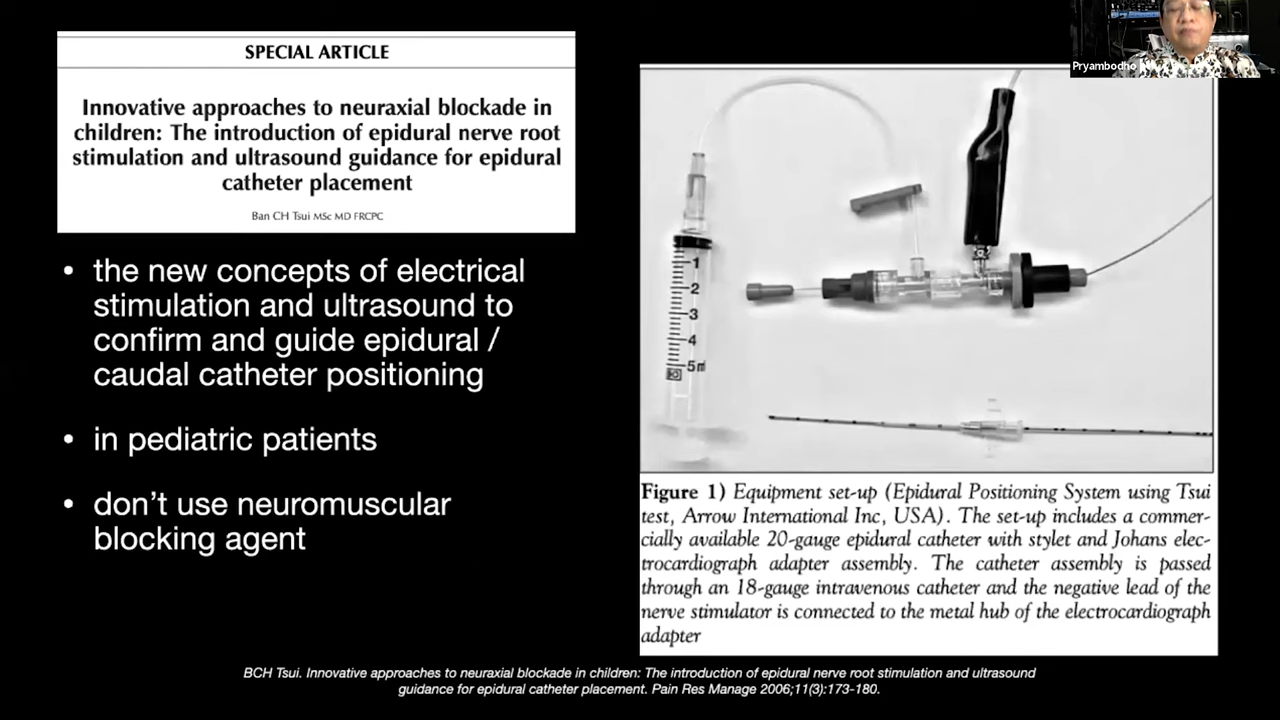 Pryambodho
SPECIAL ARTICLE
Innovative approaches to neuraxial blockade in
children: The introduction of epidural nerve root
stimulation and ultrasound guidance for epidural
catheter placement
Ban CH Tsui MSc MD FRCPC
• the new concepts of electrical
stimulation and ultrasound to
confirm and guide epidural /
caudal catheter positioning
• in pediatric patients
• don’t use neuromuscular
blocking agent
1
2
3
4
5
Figure 1) Equipment set-up (Epidural Positioning System using Tsui
test, Arrow International Inc, USA). The set-up includes a commer-
cially available 20-gauge epidural catheter with stylet and Johans elec-
trocardiograph adapter assembly. The catheter assembly is passed
through an 18-gauge intravenous catheter and the negative lead of the
nerve stimulator is connected to the metal hub of the electrocardiograph
adapter
BCH Tsui. Innovative approaches to neuraxial blockade in children: The introduction of epidural nerve root stimulation and ultrasound
guidance for epidural catheter placement. Pain Res Manage 2006;11(3):173-180.